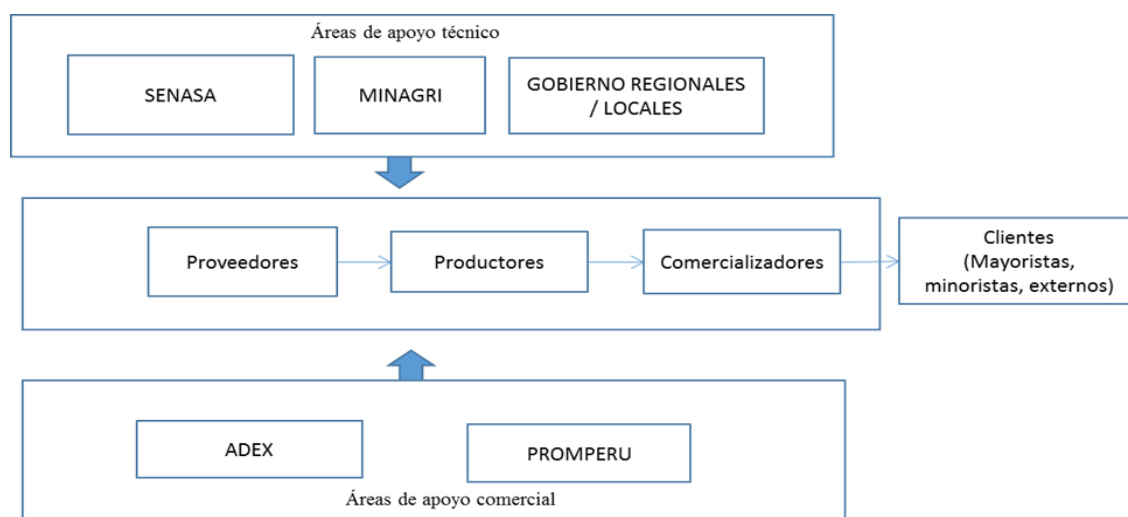 Áreas de apoyo técnico
SENASA
MINAGRI
GOBIERNO REGIONALES
/ LOCALES
Proveedores
Productores
Comercializadores
Clientes
(Mayoristas,
minoristas, externos)
ADEX
PROMPERU
Áreas de apoyo comercial